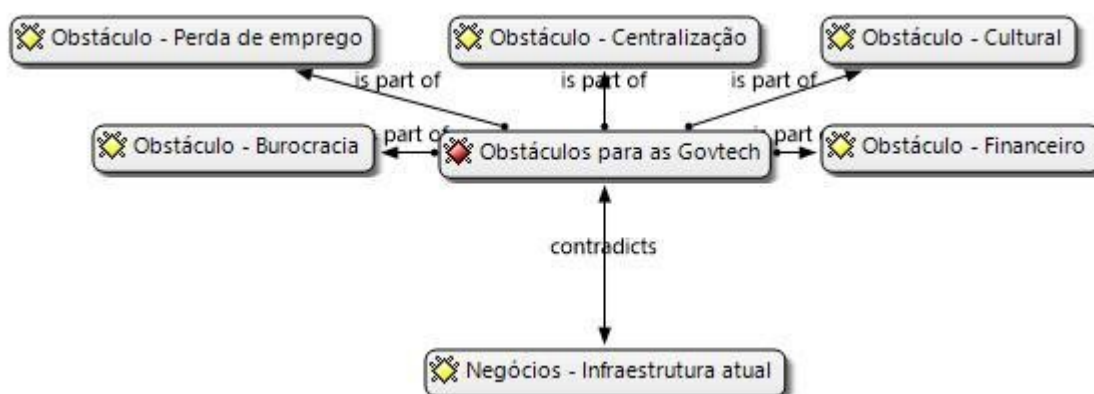 Obstáculo - Perda de emprego
Obstáculo - Centralização
Obstáculo - Cultural
is part of
is part of
is part of
Obstáculo - Burocracia
part of
Obstáculos para as Govtech
is part
Obstáculo - Financeiro
contradicts
Negócios - Infraestrutura atual